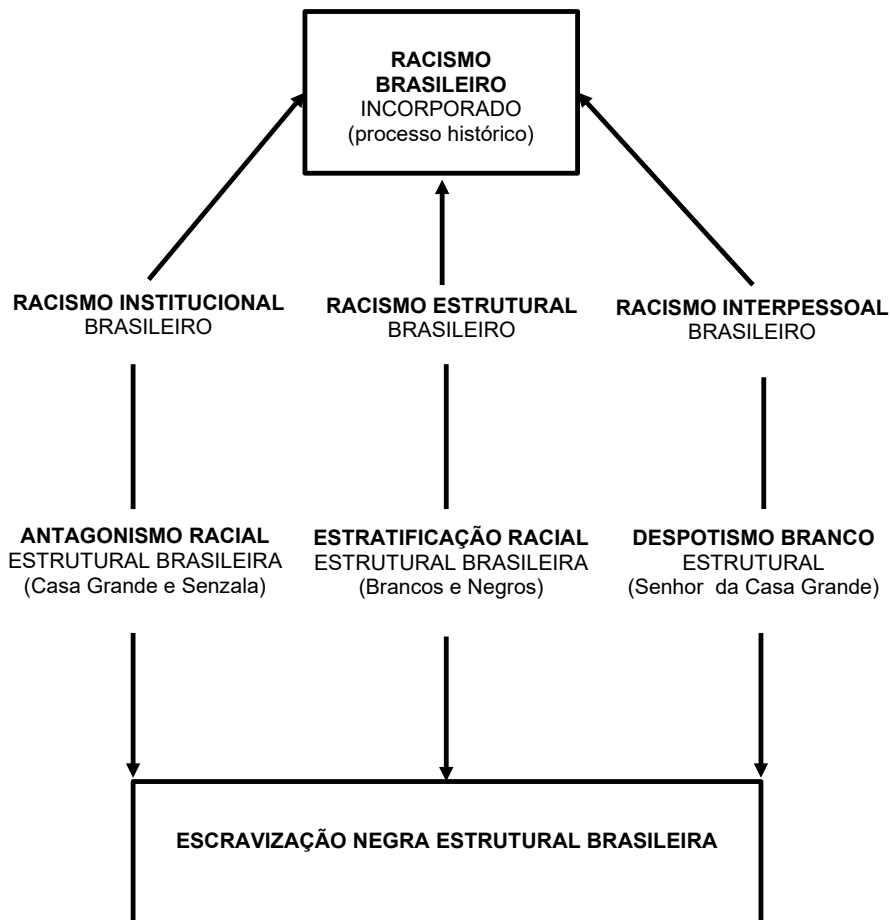 RACISMO
BRASILEIRO
INCORPORADO
(processo histórico)
RACISMO INSTITUCIONAL
BRASILEIRO
RACISMO ESTRUTURAL
BRASILEIRO
RACISMO INTERPESSOAL
BRASILEIRO
ANTAGONISMO RACIAL
ESTRUTURAL BRASILEIRA
(Casa Grande e Senzala)
ESTRATIFICAÇÃO RACIAL
ESTRUTURAL BRASILEIRA
(Brancos e Negros)
DESPOTISMO BRANCO
ESTRUTURAL
(Senhor da Casa Grande)
ESCRAVIZAÇÃO NEGRA ESTRUTURAL BRASILEIRA